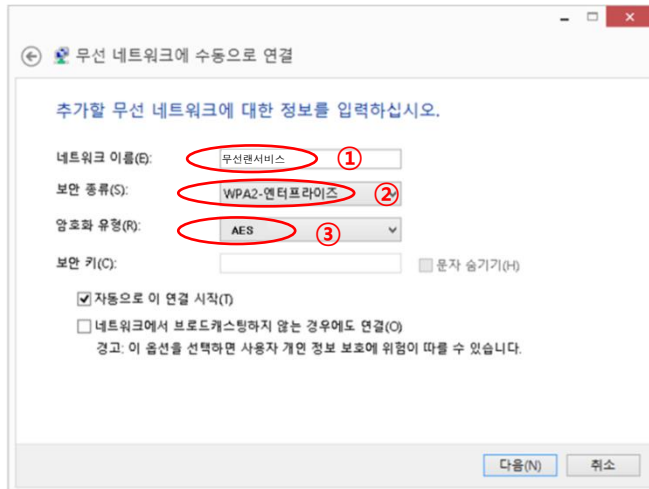 무선 네트워크에 수동으로 연결
추가할 무선 네트워크에 대한 정보를 입력하십시오.
네트워크 이름(E): 무선랜서비스 ①
보안 종류(S): WPA2-엔터프라이즈 ②
암호화 유형(R): AES ③
보안 키(C): 문자 숨기기(H)
자동으로 이 연결 시작(T)
네트워크에서 브로드캐스팅하지 않는 경우에도 연결(O)
경고: 이 옵션을 선택하면 사용자 개인 정보 보호에 위험이 따를 수 있습니다.
다음(N) 취소